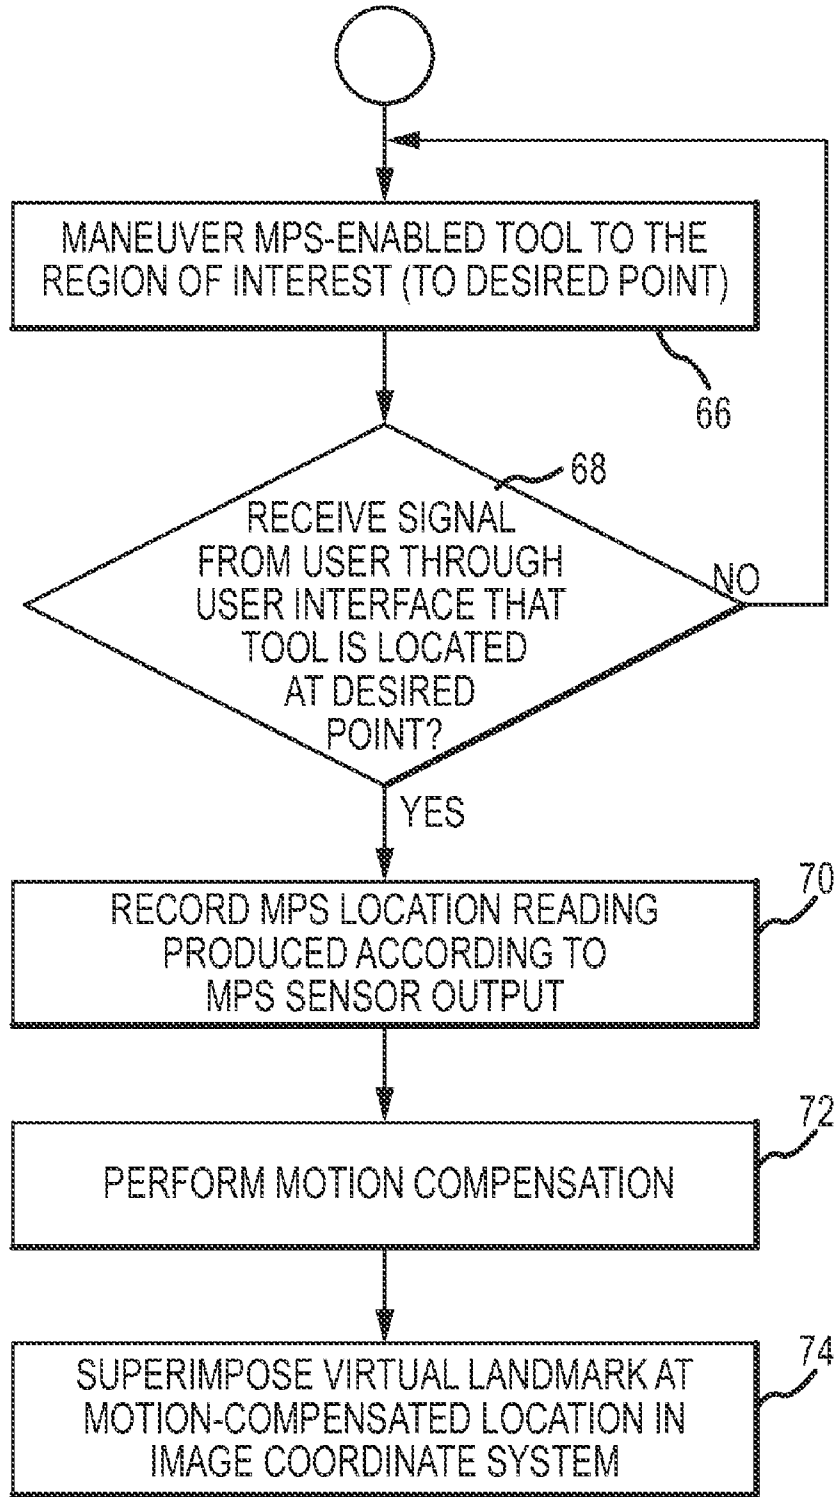 MANEUVER MPS-ENABLED TOOL TO THE
REGION OF INTEREST (TO DESIRED POINT)
66
68
RECEIVE SIGNAL
FROM USER THROUGH
USER INTERFACE THAT
TOOL IS LOCATED
AT DESIRED
POINT?
NO
YES
70
RECORD MPS LOCATION READING
PRODUCED ACCORDING TO
MPS SENSOR OUTPUT
72
PERFORM MOTION COMPENSATION
74
SUPERIMPOSE VIRTUAL LANDMARK AT
MOTION-COMPENSATED LOCATION IN
IMAGE COORDINATE SYSTEM